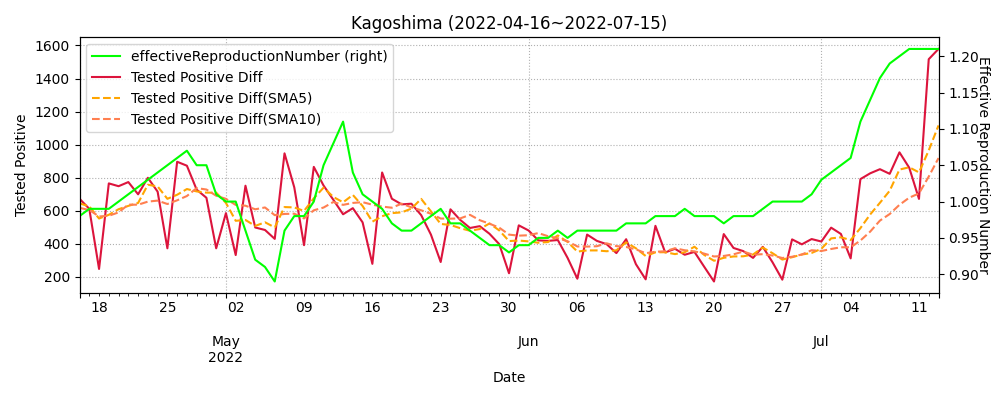 Kagoshima (2022-04-16~2022-07-15)
effectiveReproductionNumber (right)
Tested Positive Diff
Tested Positive Diff(SMA5)
Tested Positive Diff(SMA10)
Tested Positive
1600
1400
1200
1000
800
600
400
200
1.20
1.15
1.10
1.05
1.00
0.95
0.90
Effective Reproduction Number
18 25 02 09 16 23 30 06 13 20 27 04 11
May Jun Jul
2022
Date